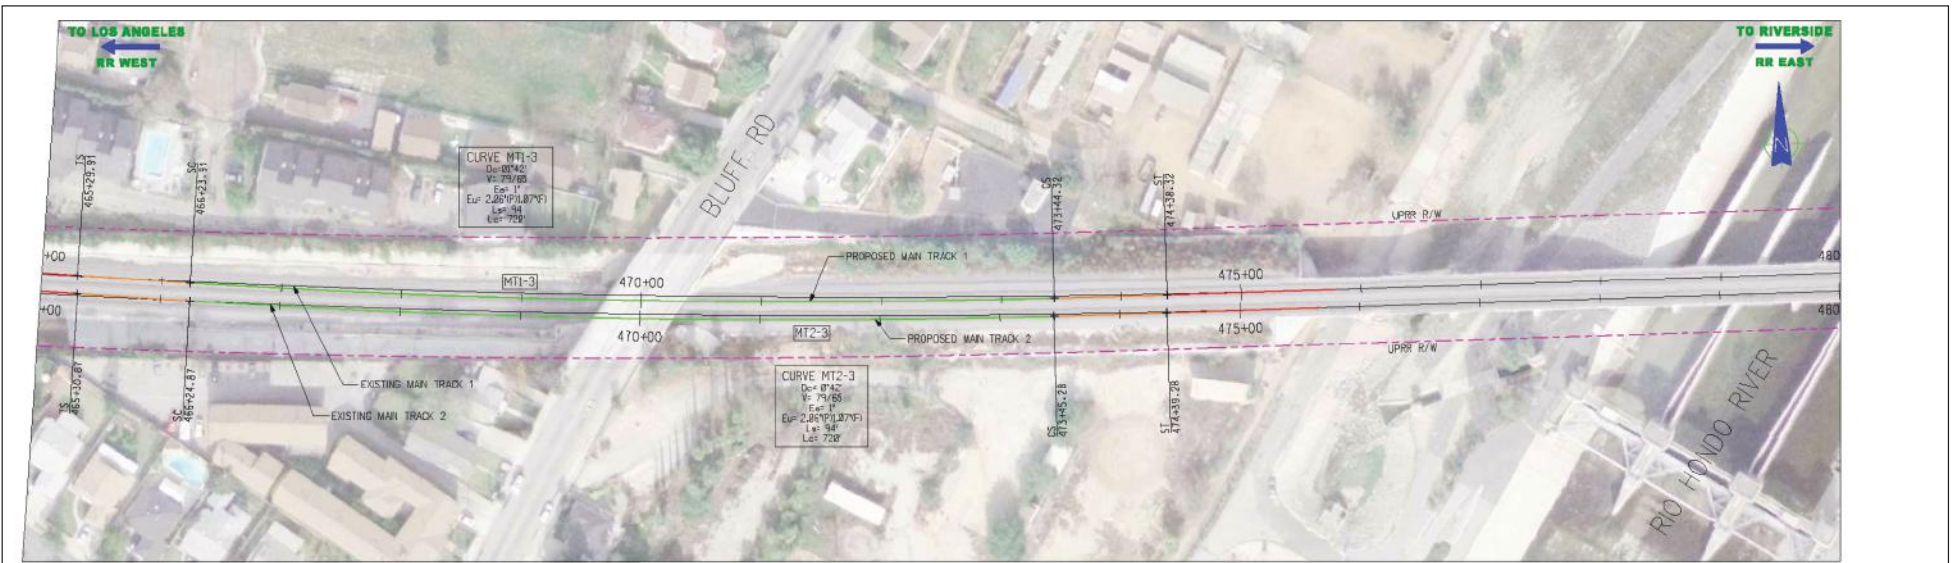 TO LOS ANGELES
RR WEST
TO RIVERSIDE
RR EAST
N
TS
465+29.91
SC
466+23.91
CURVE MT1-3
Dc=0°42'
V= 79/65
Ea= 1"
Eu= 2.06"(P)1.07"(F)
Ls= 94
Lc= 720'
BLUFF RD
CS
473+44.32
ST
474+38.32
UPRR R/W
+00
MT1-3
470+00
PROPOSED MAIN TRACK 1
475+00
480
+00
470+00
MT2-3
PROPOSED MAIN TRACK 2
475+00
480
UPRR R/W
TS
465+30.87
SC
466+24.87
EXISTING MAIN TRACK 1
EXISTING MAIN TRACK 2
CURVE MT2-3
Dc= 0°42'
V= 79/65
Ea= 1"
Eu= 2.06"(P)1.07"(F)
Ls= 94'
Lc= 720'
CS
473+45.28
ST
474+39.28
RIO HONDO RIVER